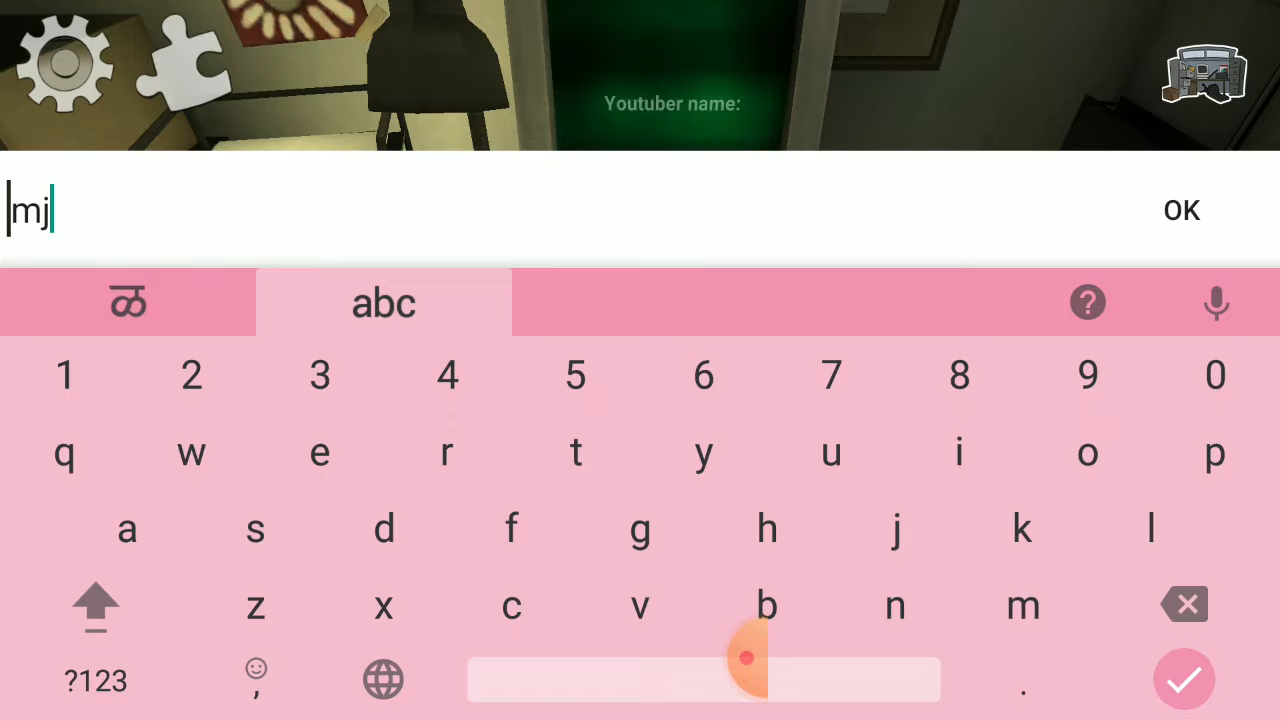 Youtuber name:
mj
OK
ळ abc
1 2 3 4 5 6 7 8 9 0
q w e r t y u i o p
a s d f g h j k l
z x c v b n m
?123 , .